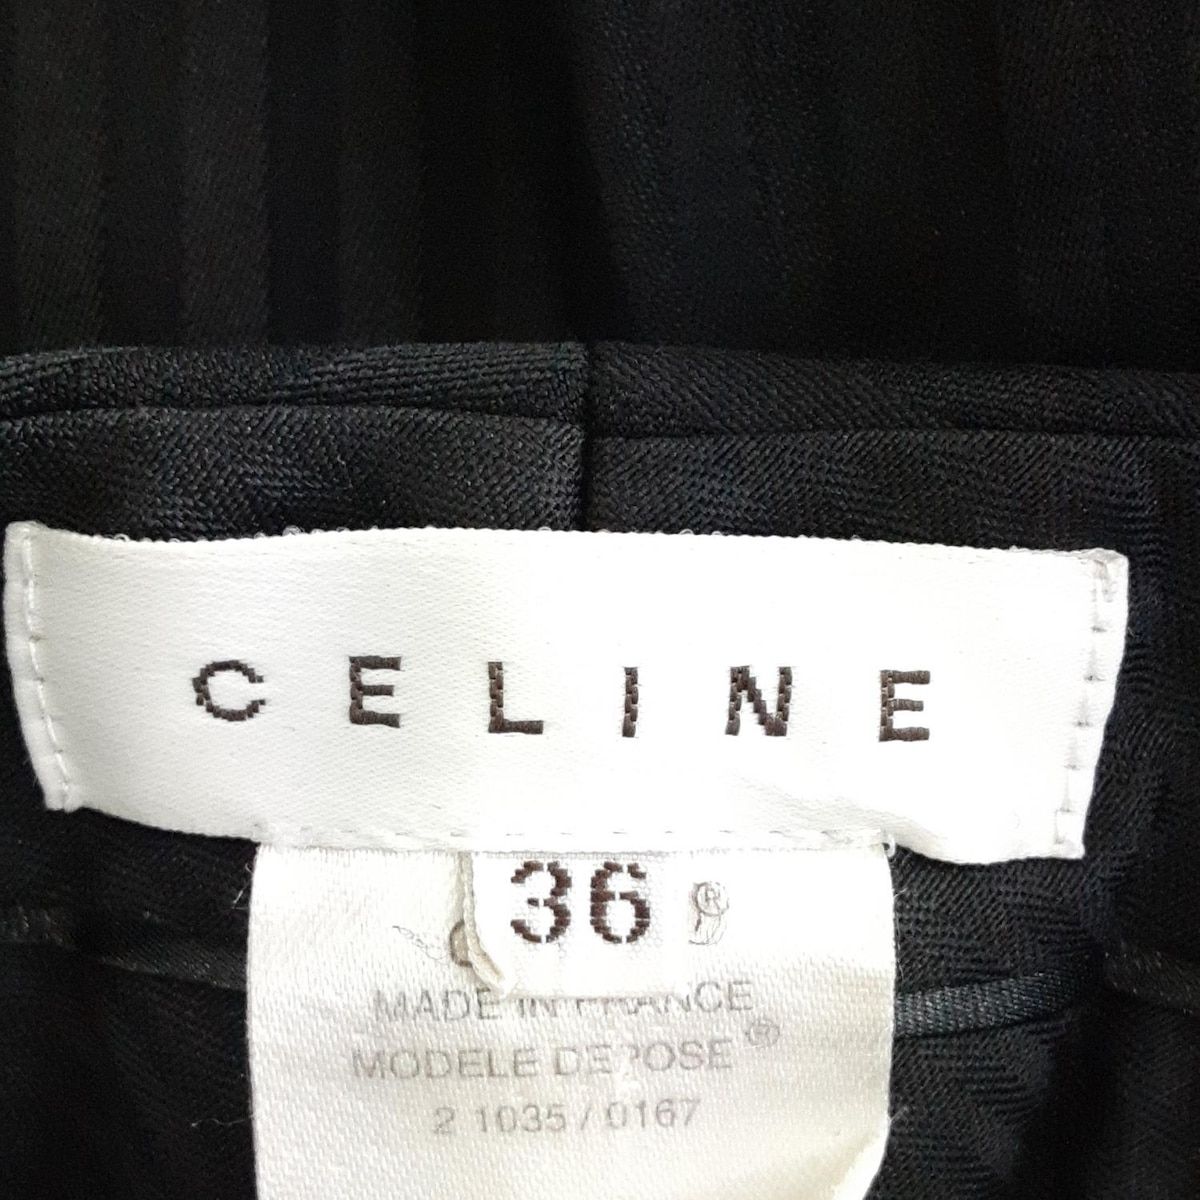 CELINE
36 ®
MADE IN FRANCE
MODELE DEPOSE ®
2 1035 / 0167